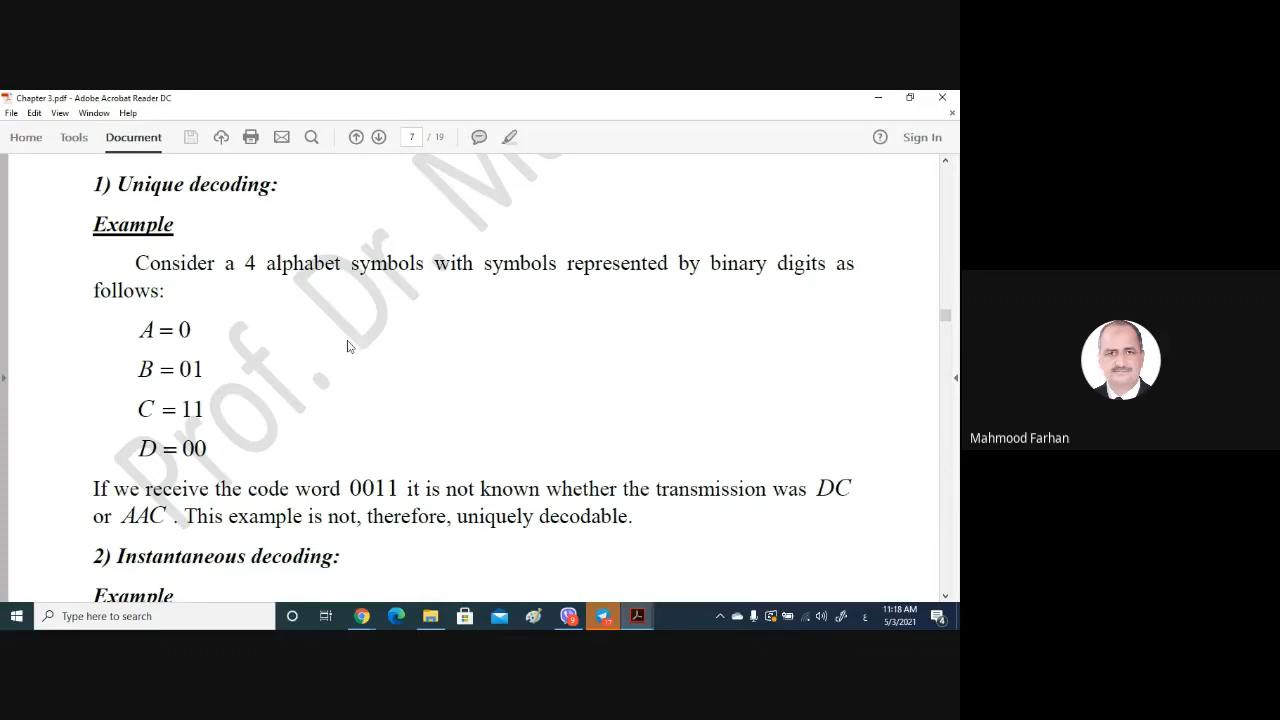 Chapter 3.pdf - Adobe Acrobat Reader DC
File Edit View Window Help
Home Tools Document 7 / 19 Sign In
1) Unique decoding:
Example
Consider a 4 alphabet symbols with symbols represented by binary digits as
follows:
A = 0
B = 01
C = 11
D = 00
If we receive the code word 0011 it is not known whether the transmission was DC
or AAC . This example is not, therefore, uniquely decodable.
2) Instantaneous decoding:
Example
Prof. Dr.
Mahmood Farhan
Type here to search
9
17
ع
11:18 AM
5/3/2021
4